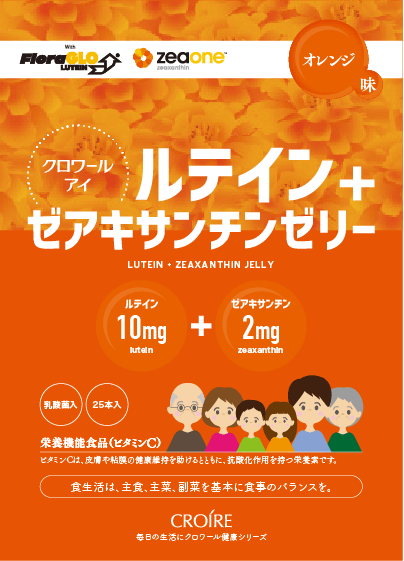 With
FloraGLO
LUTEIN
zeaone™
zeaxanthin
オレンジ
味
クロワール
アイ
ルテイン+
ゼアキサンチンゼリー
LUTEIN + ZEAXANTHIN JELLY
ルテイン
10mg
lutein
+
ゼアキサンチン
2mg
zeaxanthin
乳酸菌入
25本入
栄養機能食品(ビタミンC)
ビタミンCは、皮膚や粘膜の健康維持を助けるとともに、抗酸化作用を持つ栄養素です。
食生活は、主食、主菜、副菜を基本に食事のバランスを。
CROIRE
毎日の生活にクロワール健康シリーズ